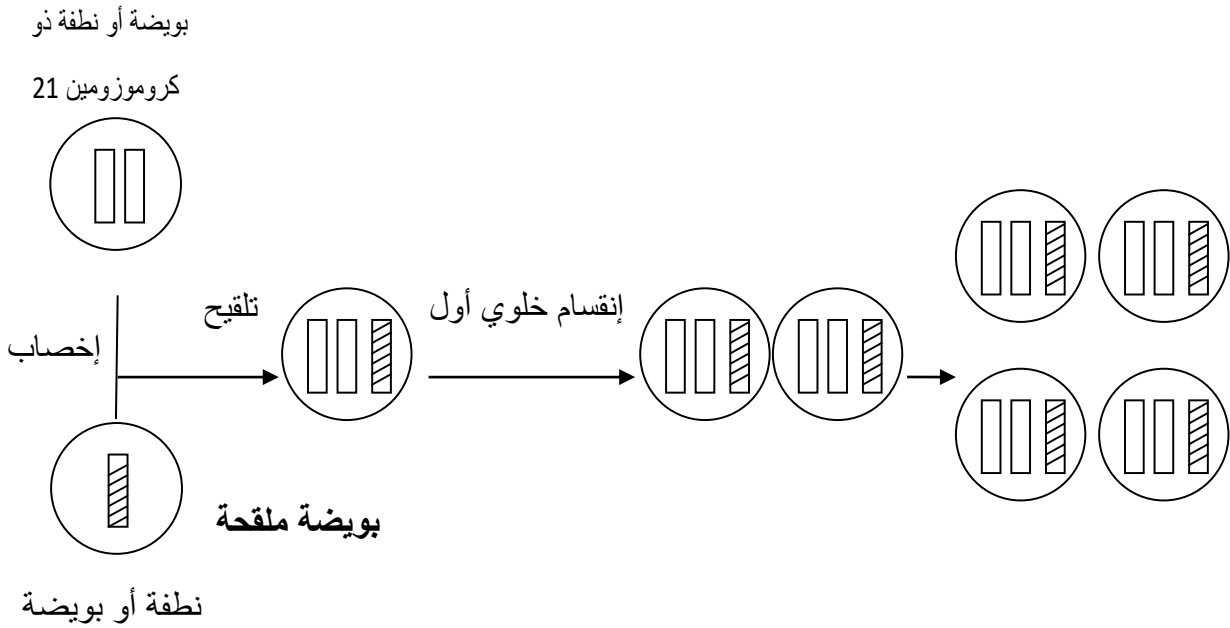 بويضة أو نطفة ذو
كروموزومين 21
إخصاب
تلقيح
إنقسام خلوي أول
بويضة ملقحة
نطفة أو بويضة